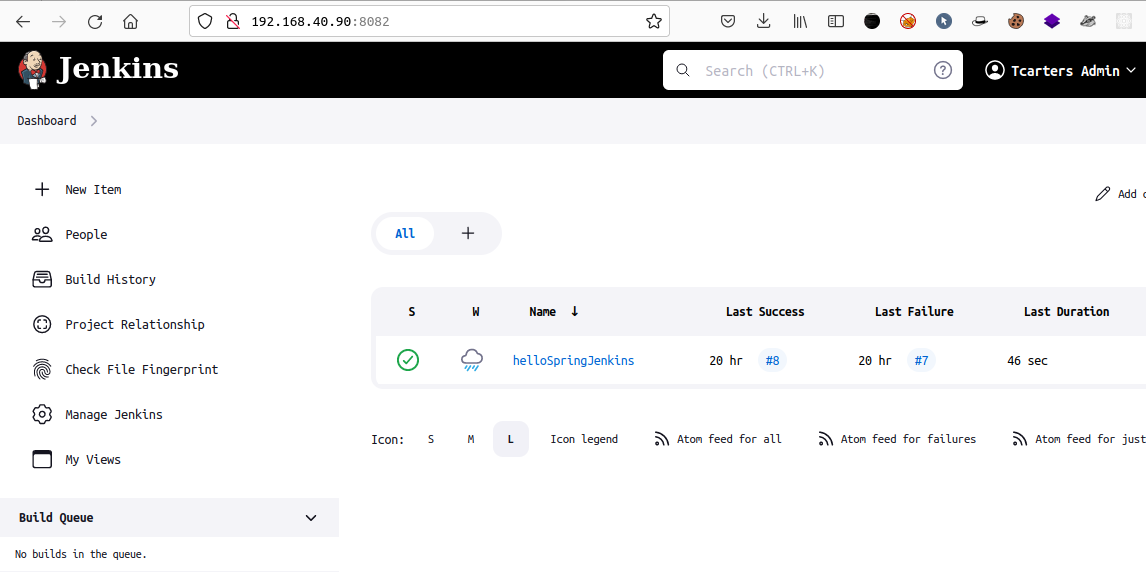 192.168.40.90:8082
Jenkins
Search (CTRL+K)
Tcarters Admin
Dashboard
New Item
People
Build History
Project Relationship
Check File Fingerprint
Manage Jenkins
My Views
Build Queue
No builds in the queue.
Add
All
S W Name ↓ Last Success Last Failure Last Duration
helloSpringJenkins 20 hr #8 20 hr #7 46 sec
Icon: S M L Icon legend Atom feed for all Atom feed for failures Atom feed for just